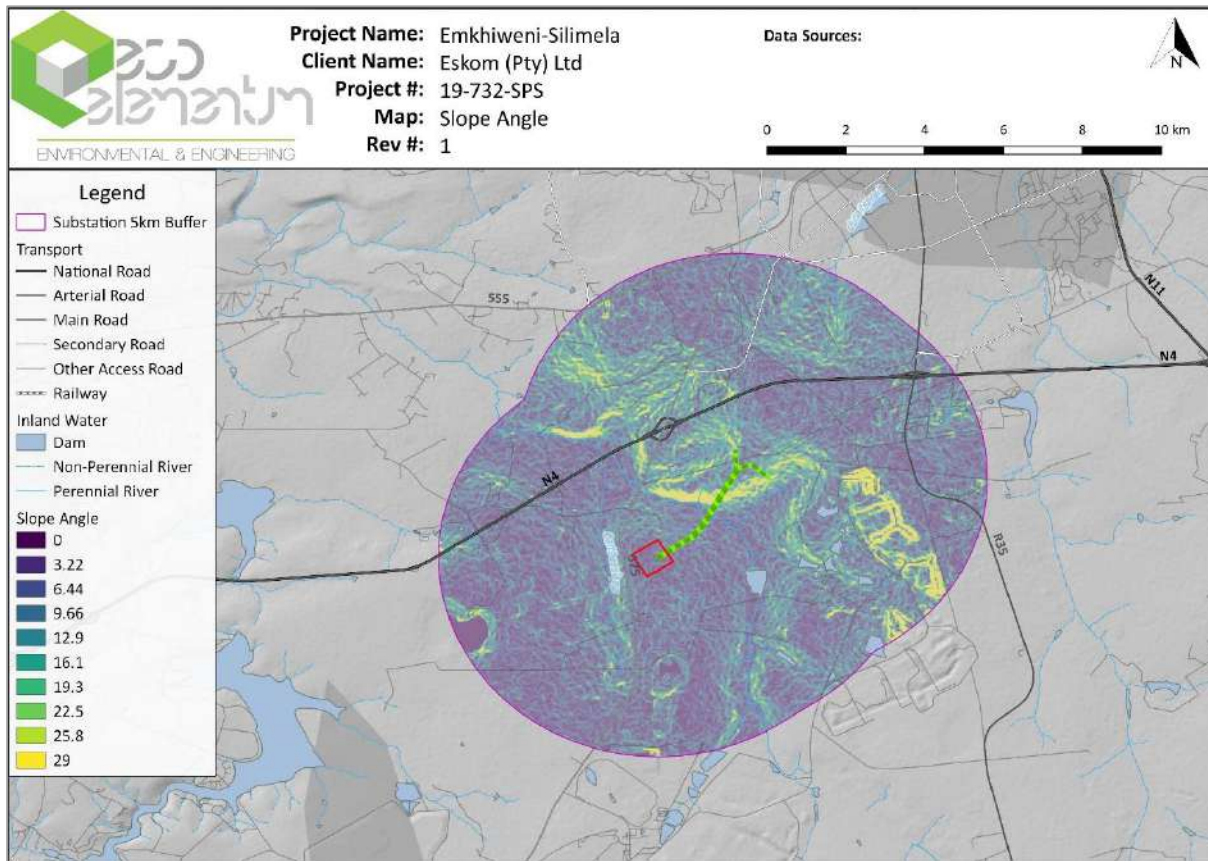 eco
elementum
ENVIRONMENTAL & ENGINEERING
Project Name: Emkhiweni-Silimela
Client Name: Eskom (Pty) Ltd
Project #: 19-732-SPS
Map: Slope Angle
Rev #: 1
Data Sources:
N
0 2 4 6 8 10 km
Legend
Substation 5km Buffer
Transport
National Road
Arterial Road
Main Road
Secondary Road
Other Access Road
Railway
Inland Water
Dam
Non-Perennial River
Perennial River
Slope Angle
0
3.22
6.44
9.66
12.9
16.1
19.3
22.5
25.8
29
S55
N11
N4
N4
R35